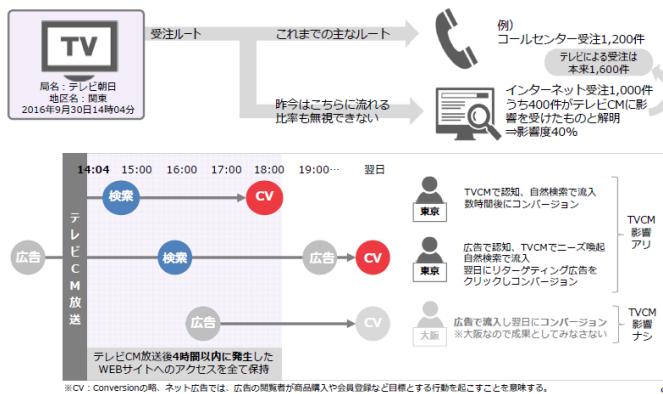 TV
局名：テレビ朝日
地区名：関東
2016年9月30日14時04分
受注ルート
これまでの主なルート
例）
コールセンター受注1,200件
テレビによる受注は
本来1,600件
昨今はこちらに流れる
比率も無視できない
インターネット受注1,000件
うち400件がテレビCMに影
響を受けたものと解明
⇒影響度40%
14:04 15:00 16:00 17:00 18:00 19:00… 翌日
テレビCM放送
検索
CV
東京
TVCMで認知、自然検索で流入
数時間後にコンバージョン
広告
検索
広告
CV
東京
広告で認知、TVCMでニーズ喚起
自然検索で流入
翌日にリターゲティング広告を
クリックしコンバージョン
TVCM
影響
アリ
広告
CV
大阪
広告で流入し翌日にコンバージョン
※大阪なので成果としてみなさない
TVCM
影響
ナシ
テレビCM放送後4時間以内に発生した
WEBサイトへのアクセスを全て保持
※CV：Conversionの略、ネット広告では、広告の閲覧者が商品購入や会員登録など目標とする行動を起こすことを意味する。